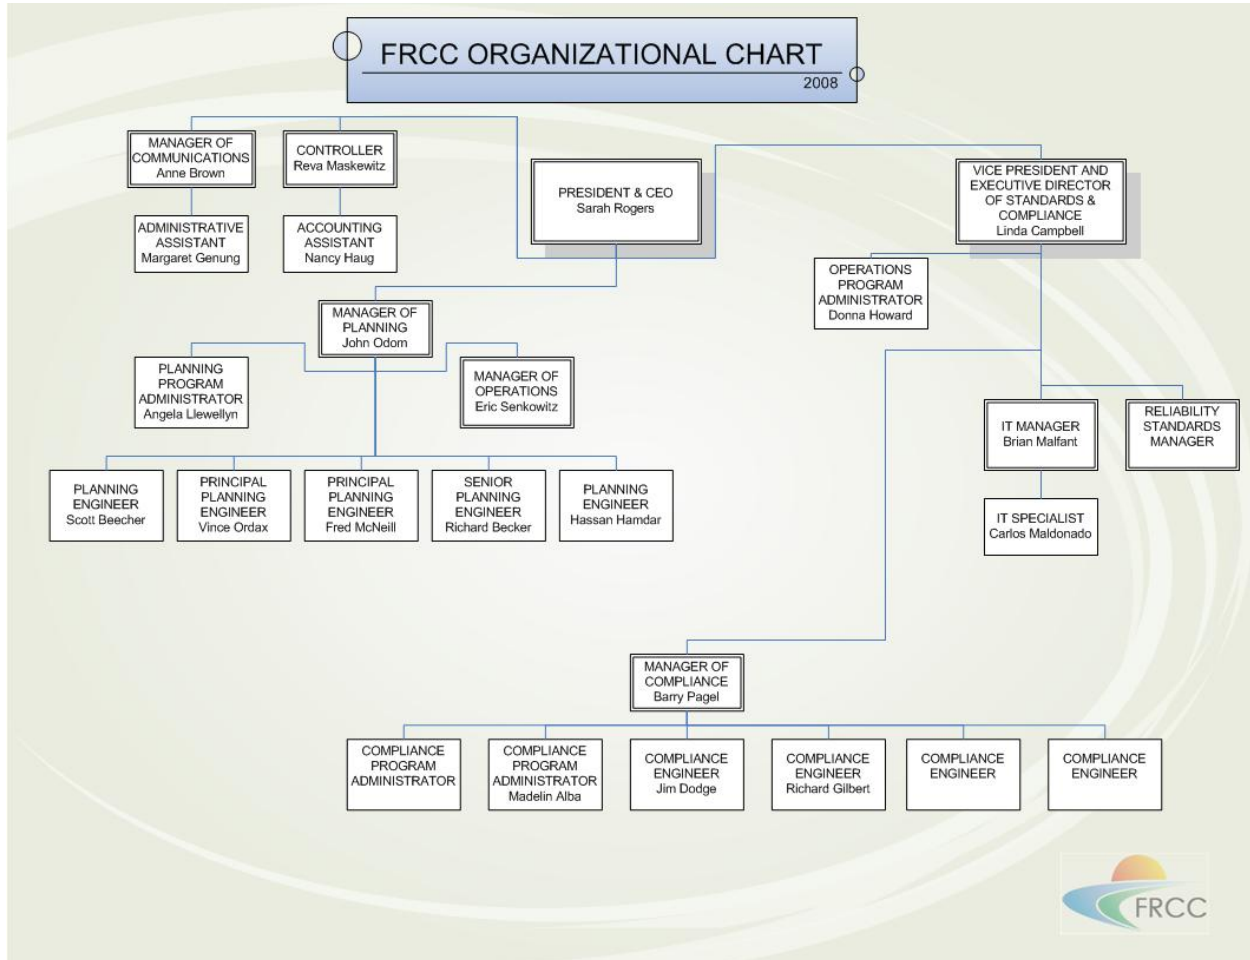 FRCC ORGANIZATIONAL CHART
2008
MANAGER OF
COMMUNICATIONS
Anne Brown
CONTROLLER
Reva Maskewitz
PRESIDENT & CEO
Sarah Rogers
VICE PRESIDENT AND
EXECUTIVE DIRECTOR
OF STANDARDS &
COMPLIANCE
Linda Campbell
ADMINISTRATIVE
ASSISTANT
Margaret Genung
ACCOUNTING
ASSISTANT
Nancy Haug
OPERATIONS
PROGRAM
ADMINISTRATOR
Donna Howard
MANAGER OF
PLANNING
John Odom
PLANNING
PROGRAM
ADMINISTRATOR
Angela Llewellyn
MANAGER OF
OPERATIONS
Eric Senkowitz
IT MANAGER
Brian Malfant
RELIABILITY
STANDARDS
MANAGER
PLANNING
ENGINEER
Scott Beecher
PRINCIPAL
PLANNING
ENGINEER
Vince Ordax
PRINCIPAL
PLANNING
ENGINEER
Fred McNeill
SENIOR
PLANNING
ENGINEER
Richard Becker
PLANNING
ENGINEER
Hassan Hamdar
IT SPECIALIST
Carlos Maldonado
MANAGER OF
COMPLIANCE
Barry Pagel
COMPLIANCE
PROGRAM
ADMINISTRATOR
COMPLIANCE
PROGRAM
ADMINISTRATOR
Madelin Alba
COMPLIANCE
ENGINEER
Jim Dodge
COMPLIANCE
ENGINEER
Richard Gilbert
COMPLIANCE
ENGINEER
COMPLIANCE
ENGINEER
FRCC